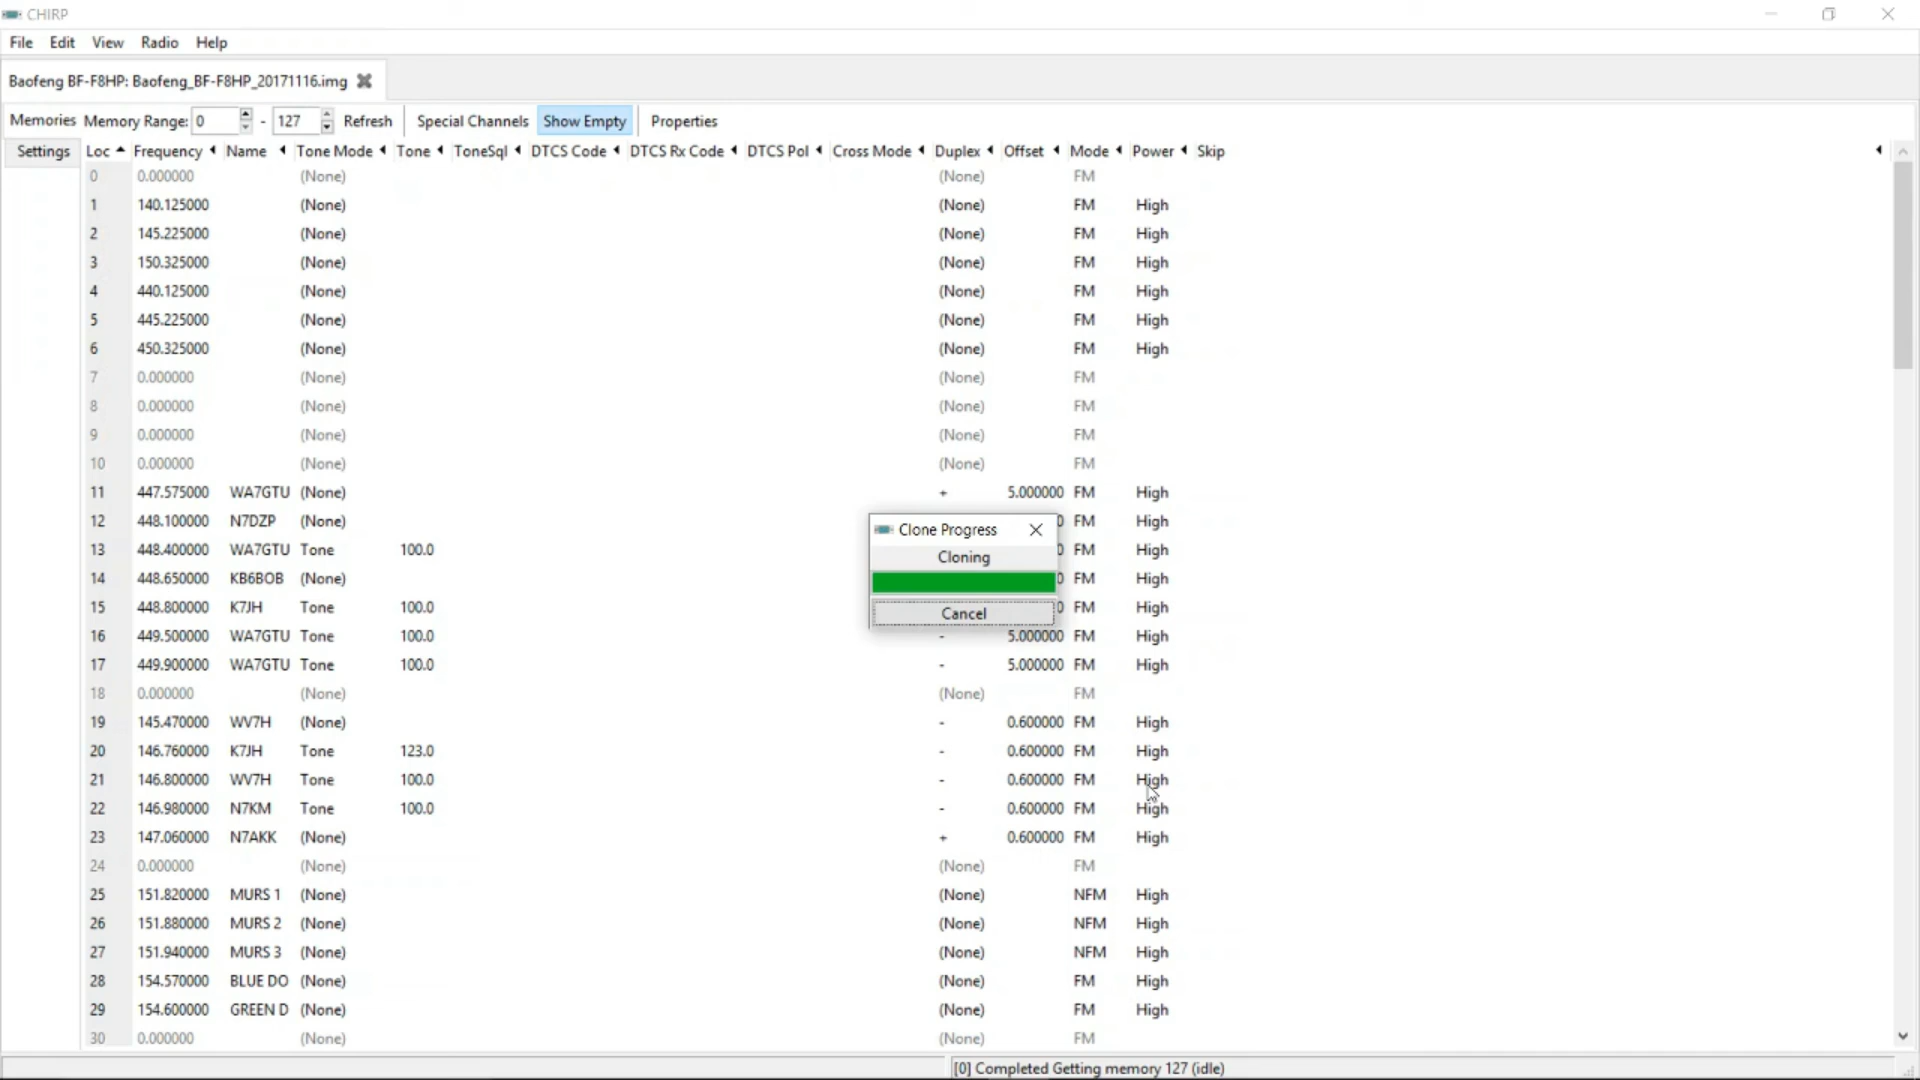 CHIRP
File Edit View Radio Help
Baofeng BF-F8HP: Baofeng_BF-F8HP_20171116.img
Memories Memory Range: 0 - 127 Refresh Special Channels Show Empty Properties
Settings Loc Frequency Name Tone Mode Tone ToneSql DTCS Code DTCS Rx Code DTCS Pol Cross Mode Duplex Offset Mode Power Skip
0 0.000000 (None) (None) FM
1 140.125000 (None) (None) FM High
2 145.225000 (None) (None) FM High
3 150.325000 (None) (None) FM High
4 440.125000 (None) (None) FM High
5 445.225000 (None) (None) FM High
6 450.325000 (None) (None) FM High
7 0.000000 (None) (None) FM
8 0.000000 (None) (None) FM
9 0.000000 (None) (None) FM
10 0.000000 (None) (None) FM
11 447.575000 WA7GTU (None) + 5.000000 FM High
12 448.100000 N7DZP (None) 0 FM High
13 448.400000 WA7GTU Tone 100.0 0 FM High
14 448.650000 KB6BOB (None) 0 FM High
15 448.800000 K7JH Tone 100.0 0 FM High
16 449.500000 WA7GTU Tone 100.0 - 5.000000 FM High
17 449.900000 WA7GTU Tone 100.0 - 5.000000 FM High
18 0.000000 (None) (None) FM
19 145.470000 WV7H (None) - 0.600000 FM High
20 146.760000 K7JH Tone 123.0 - 0.600000 FM High
21 146.800000 WV7H Tone 100.0 - 0.600000 FM High
22 146.980000 N7KM Tone 100.0 - 0.600000 FM High
23 147.060000 N7AKK (None) + 0.600000 FM High
24 0.000000 (None) (None) FM
25 151.820000 MURS 1 (None) (None) NFM High
26 151.880000 MURS 2 (None) (None) NFM High
27 151.940000 MURS 3 (None) (None) NFM High
28 154.570000 BLUE DO (None) (None) FM High
29 154.600000 GREEN D (None) (None) FM High
30 0.000000 (None) (None) FM
Clone Progress
Cloning
Cancel
[0] Completed Getting memory 127 (idle)